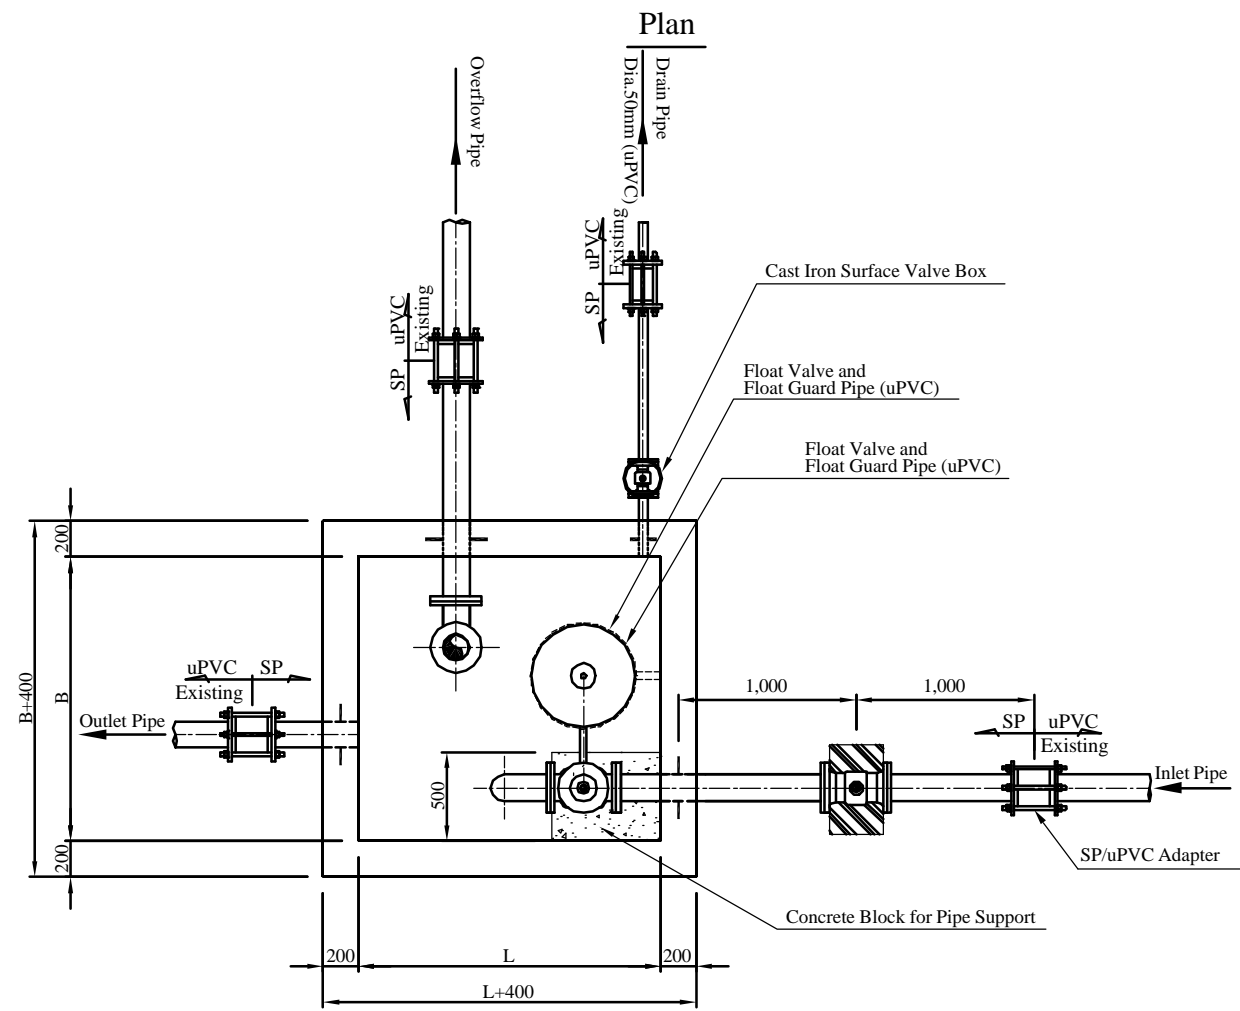 Plan
Overflow Pipe
Drain Pipe
Dia.50mm (uPVC)
uPVC
SP
Existing
Cast Iron Surface Valve Box
uPVC
SP
Existing
Float Valve and
Float Guard Pipe (uPVC)
Float Valve and
Float Guard Pipe (uPVC)
200
B+400
B
200
500
uPVC SP
Existing
Outlet Pipe
1,000
1,000
SP uPVC
Existing
Inlet Pipe
SP/uPVC Adapter
Concrete Block for Pipe Support
200
L
200
L+400